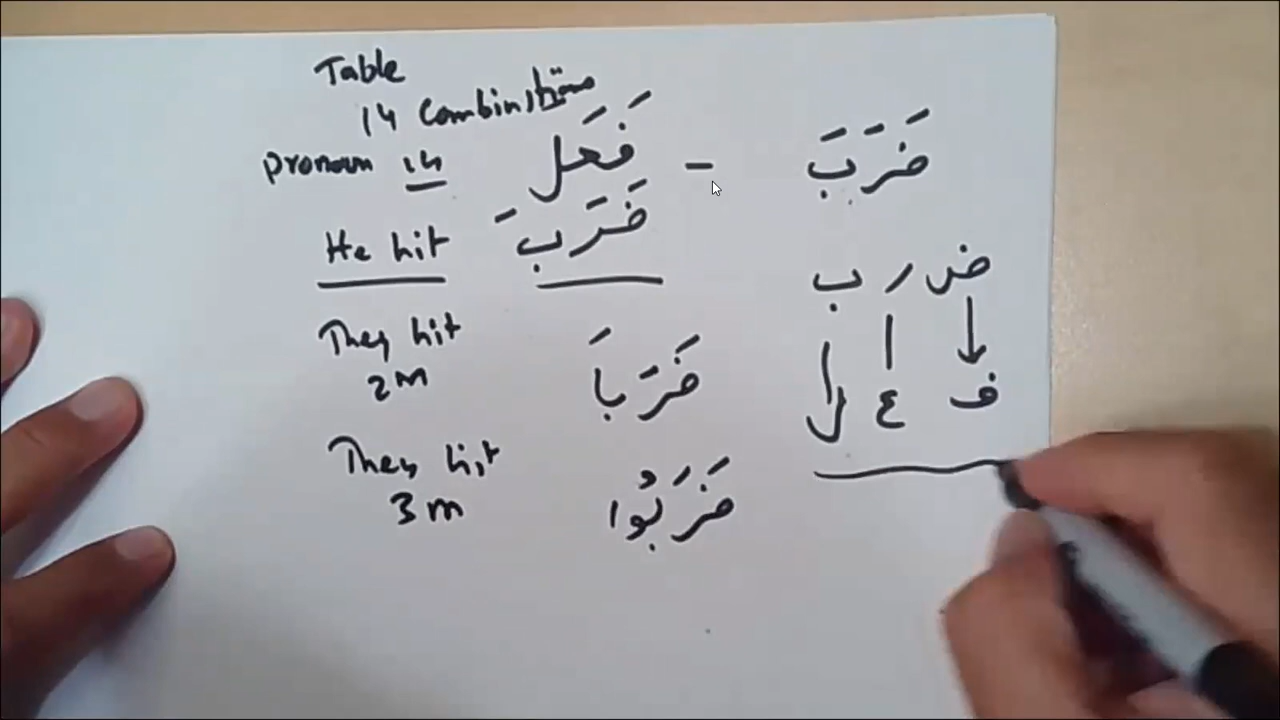 Table
14 Combinations
Pronoun 14 فَعَل - ضَرَبَ
He hit ضَرَبَ
ض ر ب
They hit ضَرَبَا
2m
ف ع ل
They hit ضَرَبُوا
3m